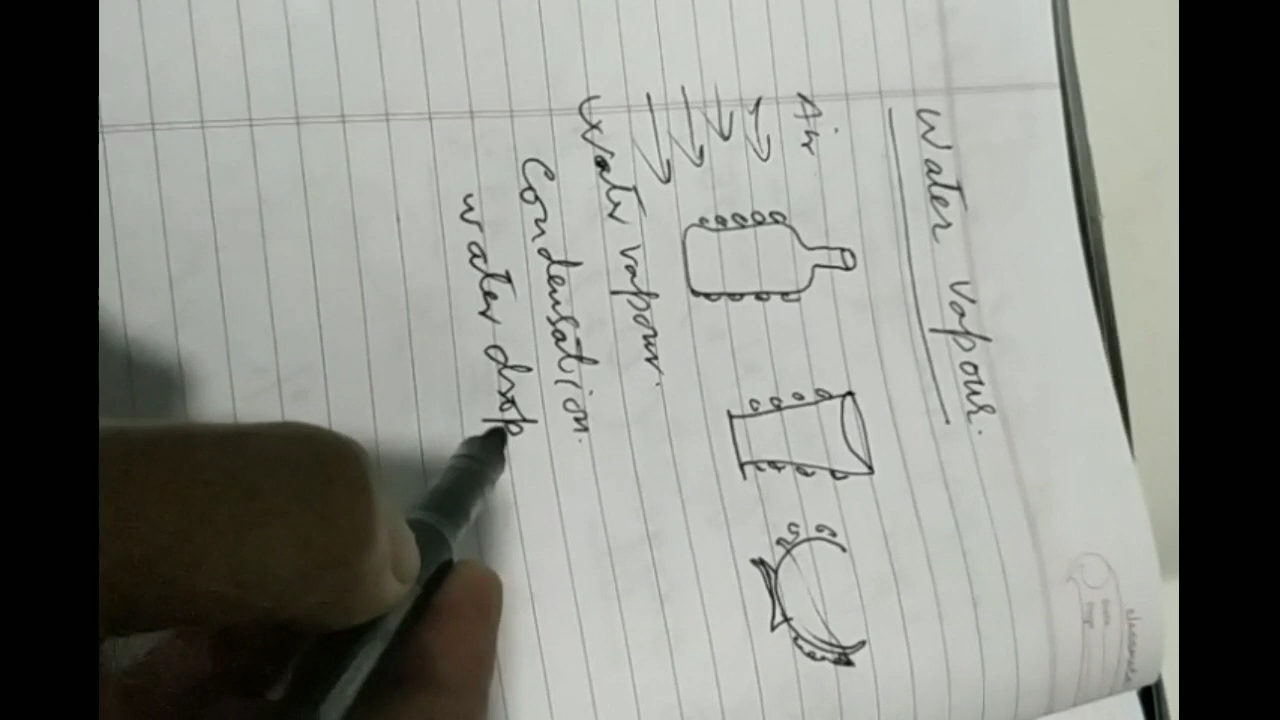 Water vapour.
Air
Water vapour.
Condensation.
water drop